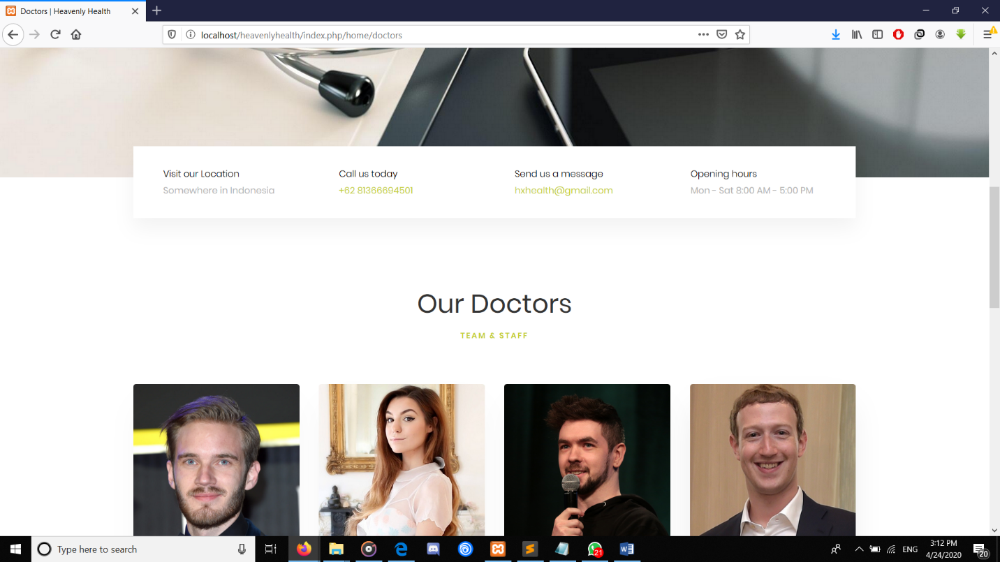 Doctors | Heavenly Health
localhost/heavenlyhealth/index.php/home/doctors
Visit our Location
Somewhere in Indonesia
Call us today
+62 81366694501
Send us a message
hxhealth@gmail.com
Opening hours
Mon - Sat 8:00 AM - 5:00 PM
Our Doctors
TEAM & STAFF
Type here to search
21
ENG
3:12 PM
4/24/2020
20